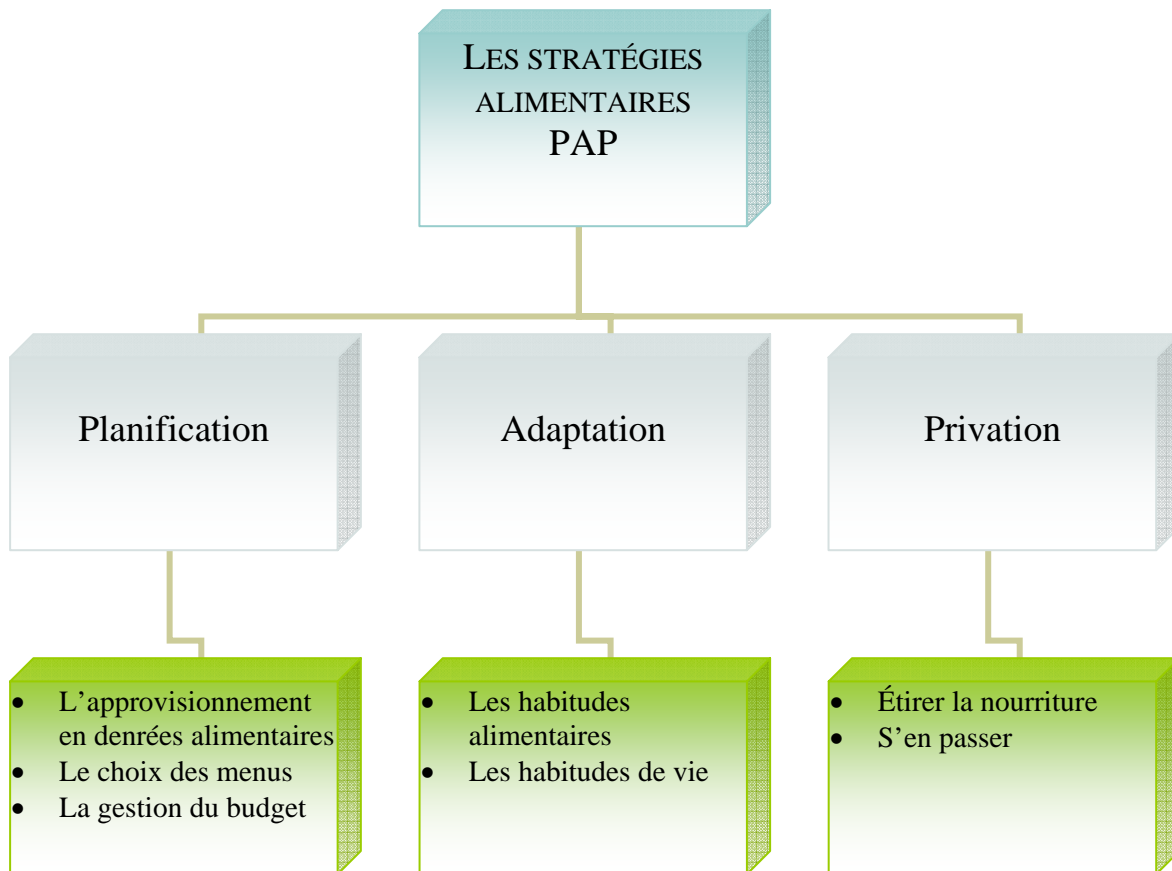 LES STRATÉGIES
ALIMENTAIRES
PAP
Planification
Adaptation
Privation
• L’approvisionnement
en denrées alimentaires
• Le choix des menus
• La gestion du budget
• Les habitudes
alimentaires
• Les habitudes de vie
• Étirer la nourriture
• S’en passer